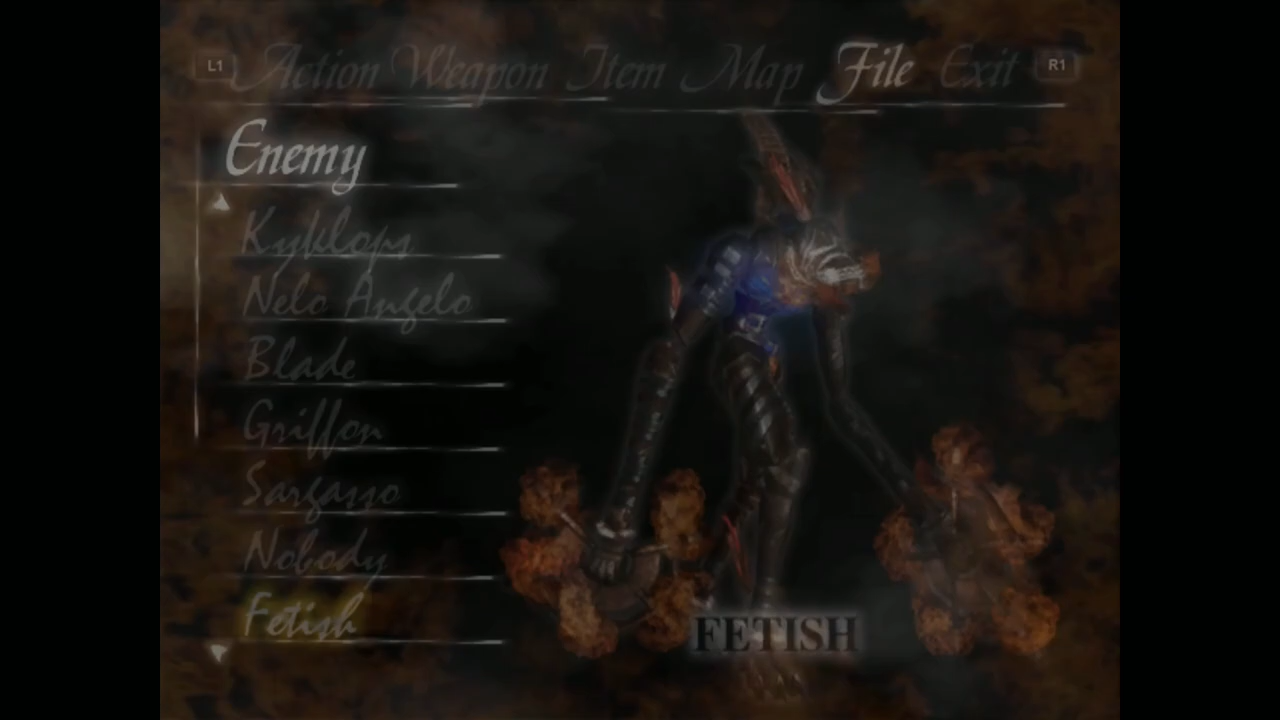 L1 Action Weapon Item Map File Exit R1
Enemy
Kyklops
Nelo Angelo
Blade
Griffon
Sargasso
Nobody
Fetish
FETISH